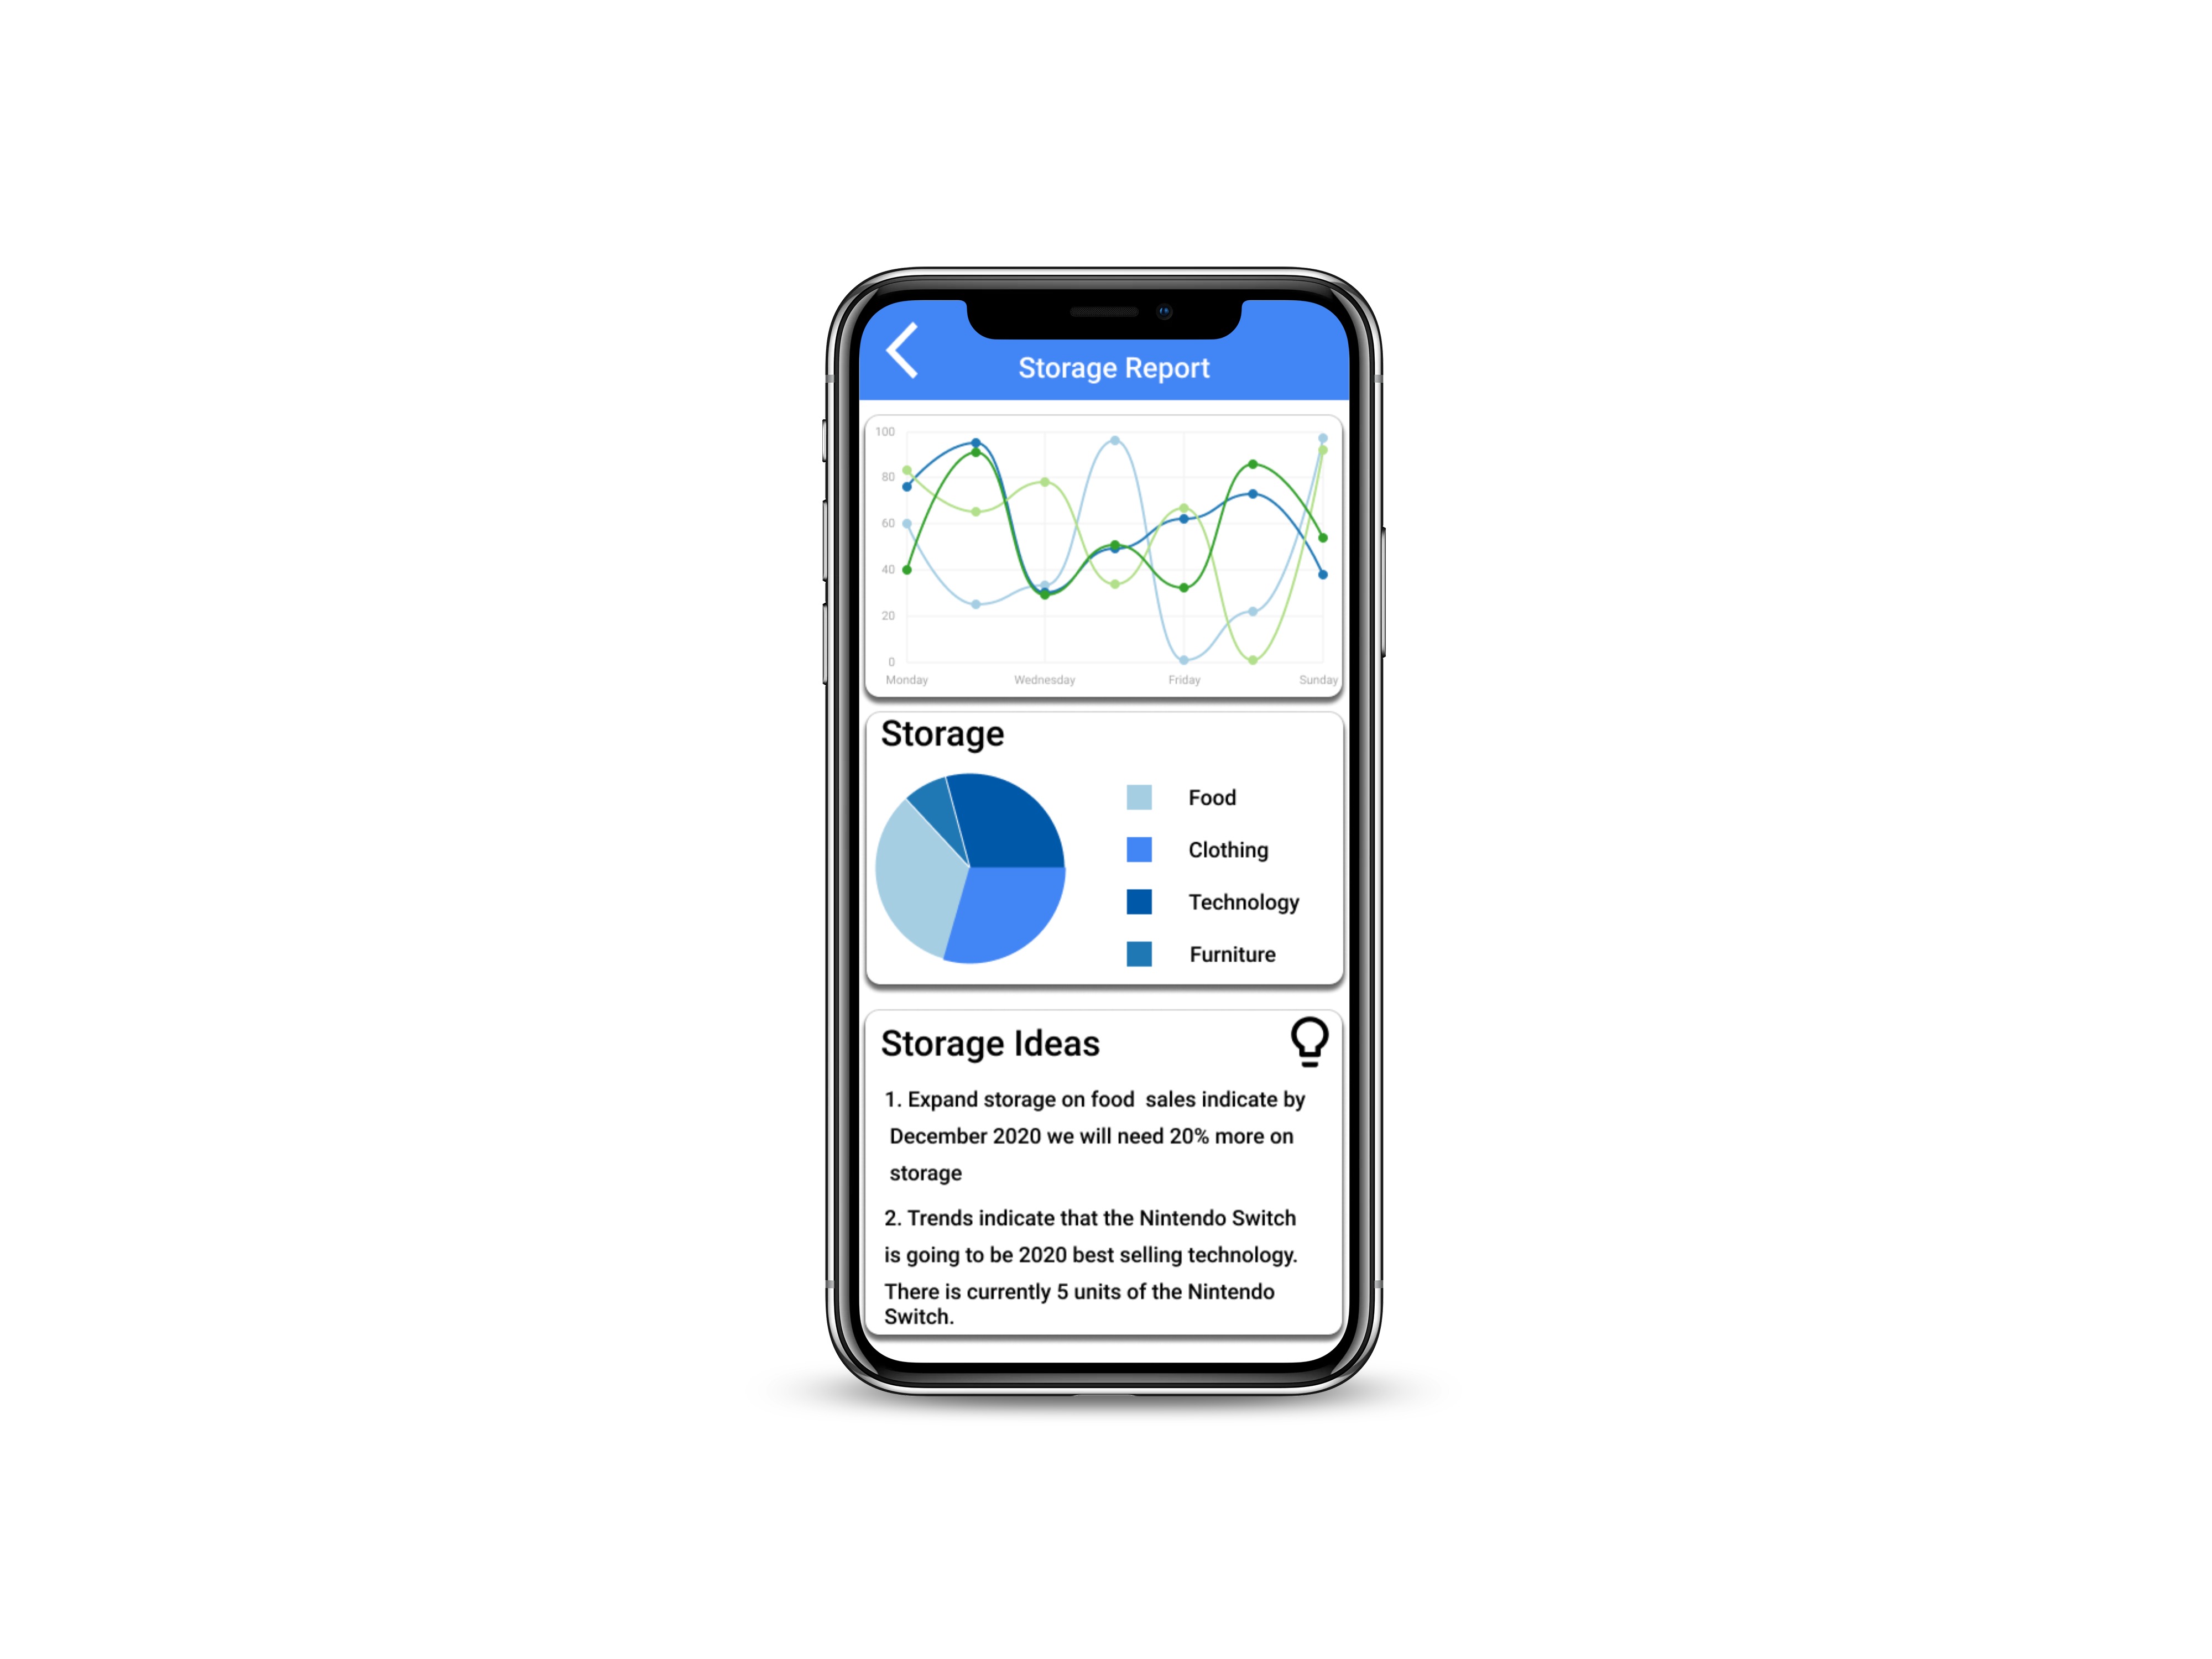 Storage Report
100
80
60
40
20
0
Monday Wednesday Friday Sunday
Storage
Food
Clothing
Technology
Furniture
Storage Ideas
1. Expand storage on food  sales indicate by
December 2020 we will need 20% more on
storage
2. Trends indicate that the Nintendo Switch
is going to be 2020 best selling technology.
There is currently 5 units of the Nintendo
Switch.